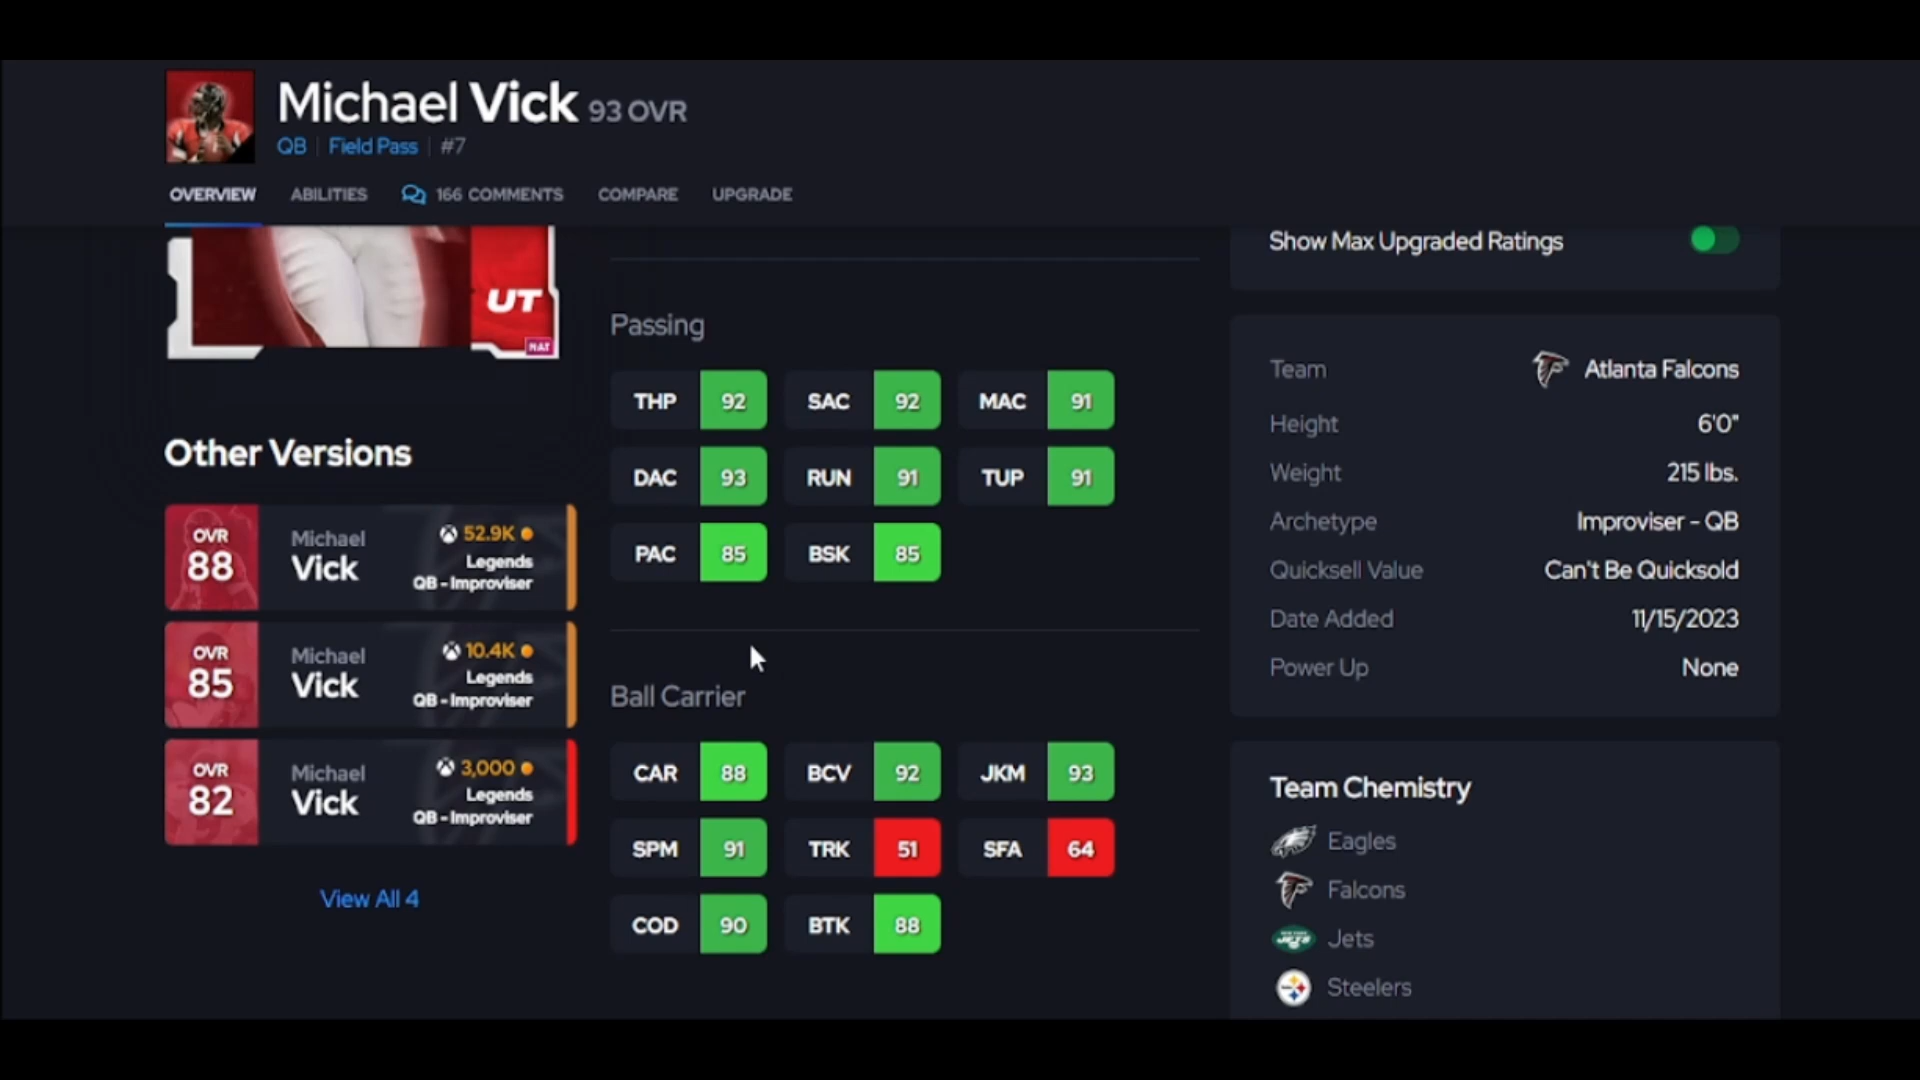 Michael Vick 93 OVR
QB | Field Pass | #7
OVERVIEW ABILITIES 166 COMMENTS COMPARE UPGRADE
UT
NAT
Other Versions
OVR
88
Michael
Vick
52.9K
Legends
QB - Improviser
OVR
85
Michael
Vick
10.4K
Legends
QB - Improviser
OVR
82
Michael
Vick
3,000
Legends
QB - Improviser
View All 4
Passing
THP 92 SAC 92 MAC 91
DAC 93 RUN 91 TUP 91
PAC 85 BSK 85
Ball Carrier
CAR 88 BCV 92 JKM 93
SPM 91 TRK 51 SFA 64
COD 90 BTK 88
Show Max Upgraded Ratings
Team Atlanta Falcons
Height 6'0"
Weight 215 lbs.
Archetype Improviser - QB
Quicksell Value Can't Be Quicksold
Date Added 11/15/2023
Power Up None
Team Chemistry
Eagles
Falcons
Jets
Steelers